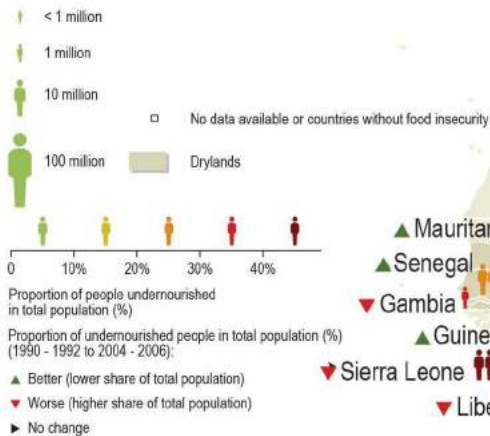 < 1 million
1 million
10 million
No data available or countries without food insecurity
100 million
Drylands
0 10% 20% 30% 40%
Proportion of people undernourished
in total population (%)
Proportion of undernourished people in total population (%)
(1990 - 1992 to 2004 - 2006):
Better (lower share of total population)
Worse (higher share of total population)
No change
Mauritan
Senegal
Gambia
Guine
Sierra Leone
Libe